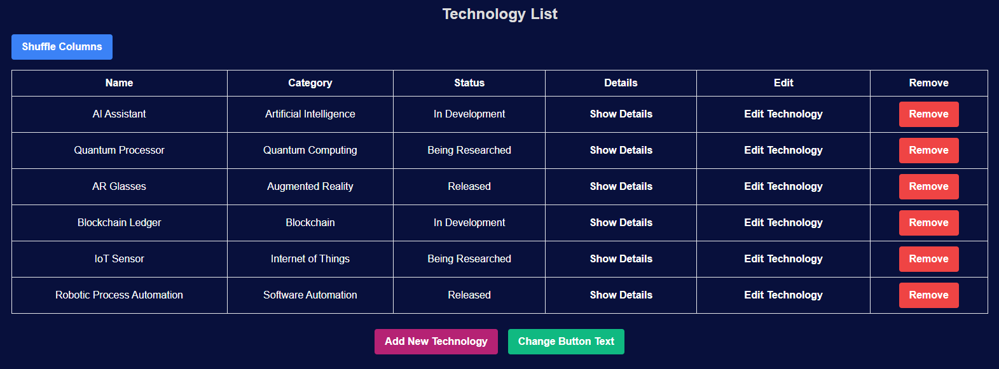 Technology List
Shuffle Columns
Name Category Status Details Edit Remove
AI Assistant Artificial Intelligence In Development Show Details Edit Technology Remove
Quantum Processor Quantum Computing Being Researched Show Details Edit Technology Remove
AR Glasses Augmented Reality Released Show Details Edit Technology Remove
Blockchain Ledger Blockchain In Development Show Details Edit Technology Remove
IoT Sensor Internet of Things Being Researched Show Details Edit Technology Remove
Robotic Process Automation Software Automation Released Show Details Edit Technology Remove
Add New Technology Change Button Text